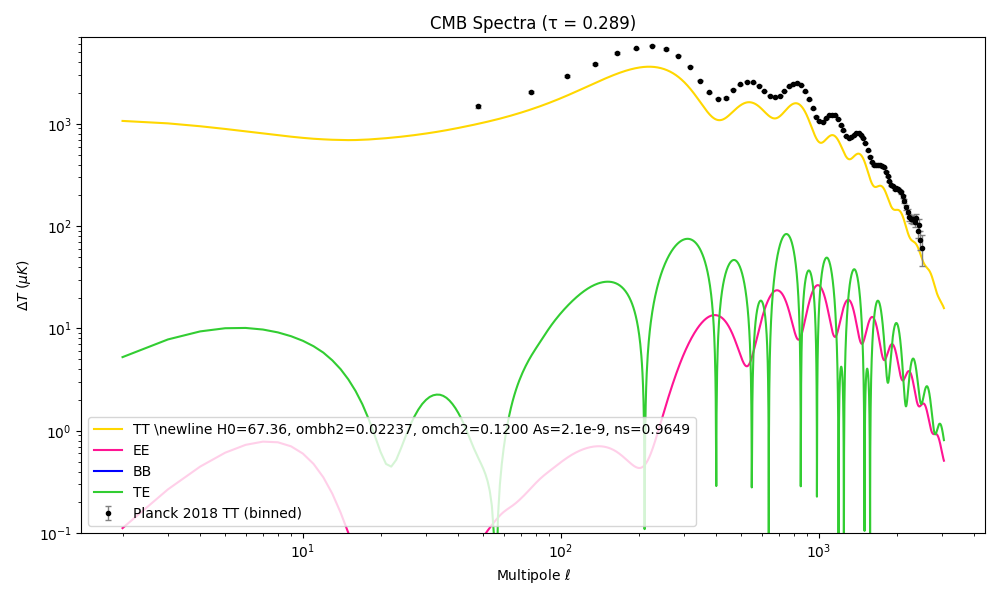 CMB Spectra (τ = 0.289)
ΔT (μK)
10³
10²
10¹
10⁰
10⁻¹
TT \newline H0=67.36, ombh2=0.02237, omch2=0.1200 As=2.1e-9, ns=0.9649
EE
BB
TE
Planck 2018 TT (binned)
10¹
10²
10³
Multipole ℓ